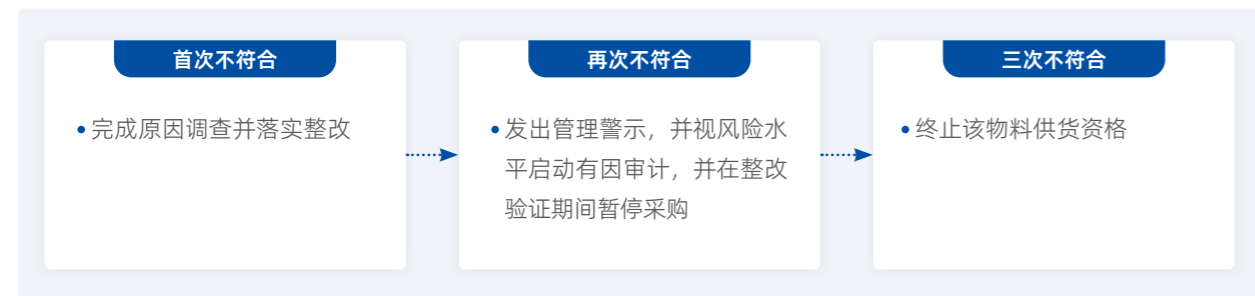 首次不符合
•完成原因调查并落实整改
再次不符合
•发出管理警示，并视风险水
平启动有因审计，并在整改
验证期间暂停采购
三次不符合
•终止该物料供货资格